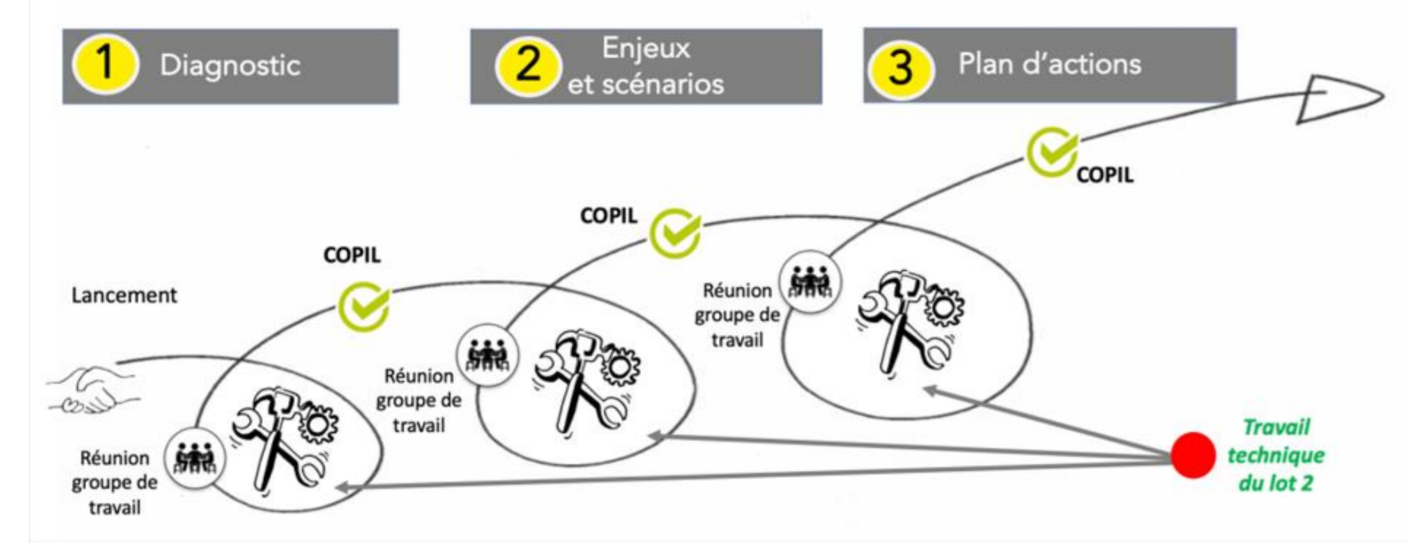 1
Diagnostic
2
Enjeux
et scénarios
3
Plan d'actions
COPIL
COPIL
COPIL
Lancement
Réunion
groupe de
travail
Réunion
groupe de
travail
Réunion
groupe de
travail
Travail
technique
du lot 2